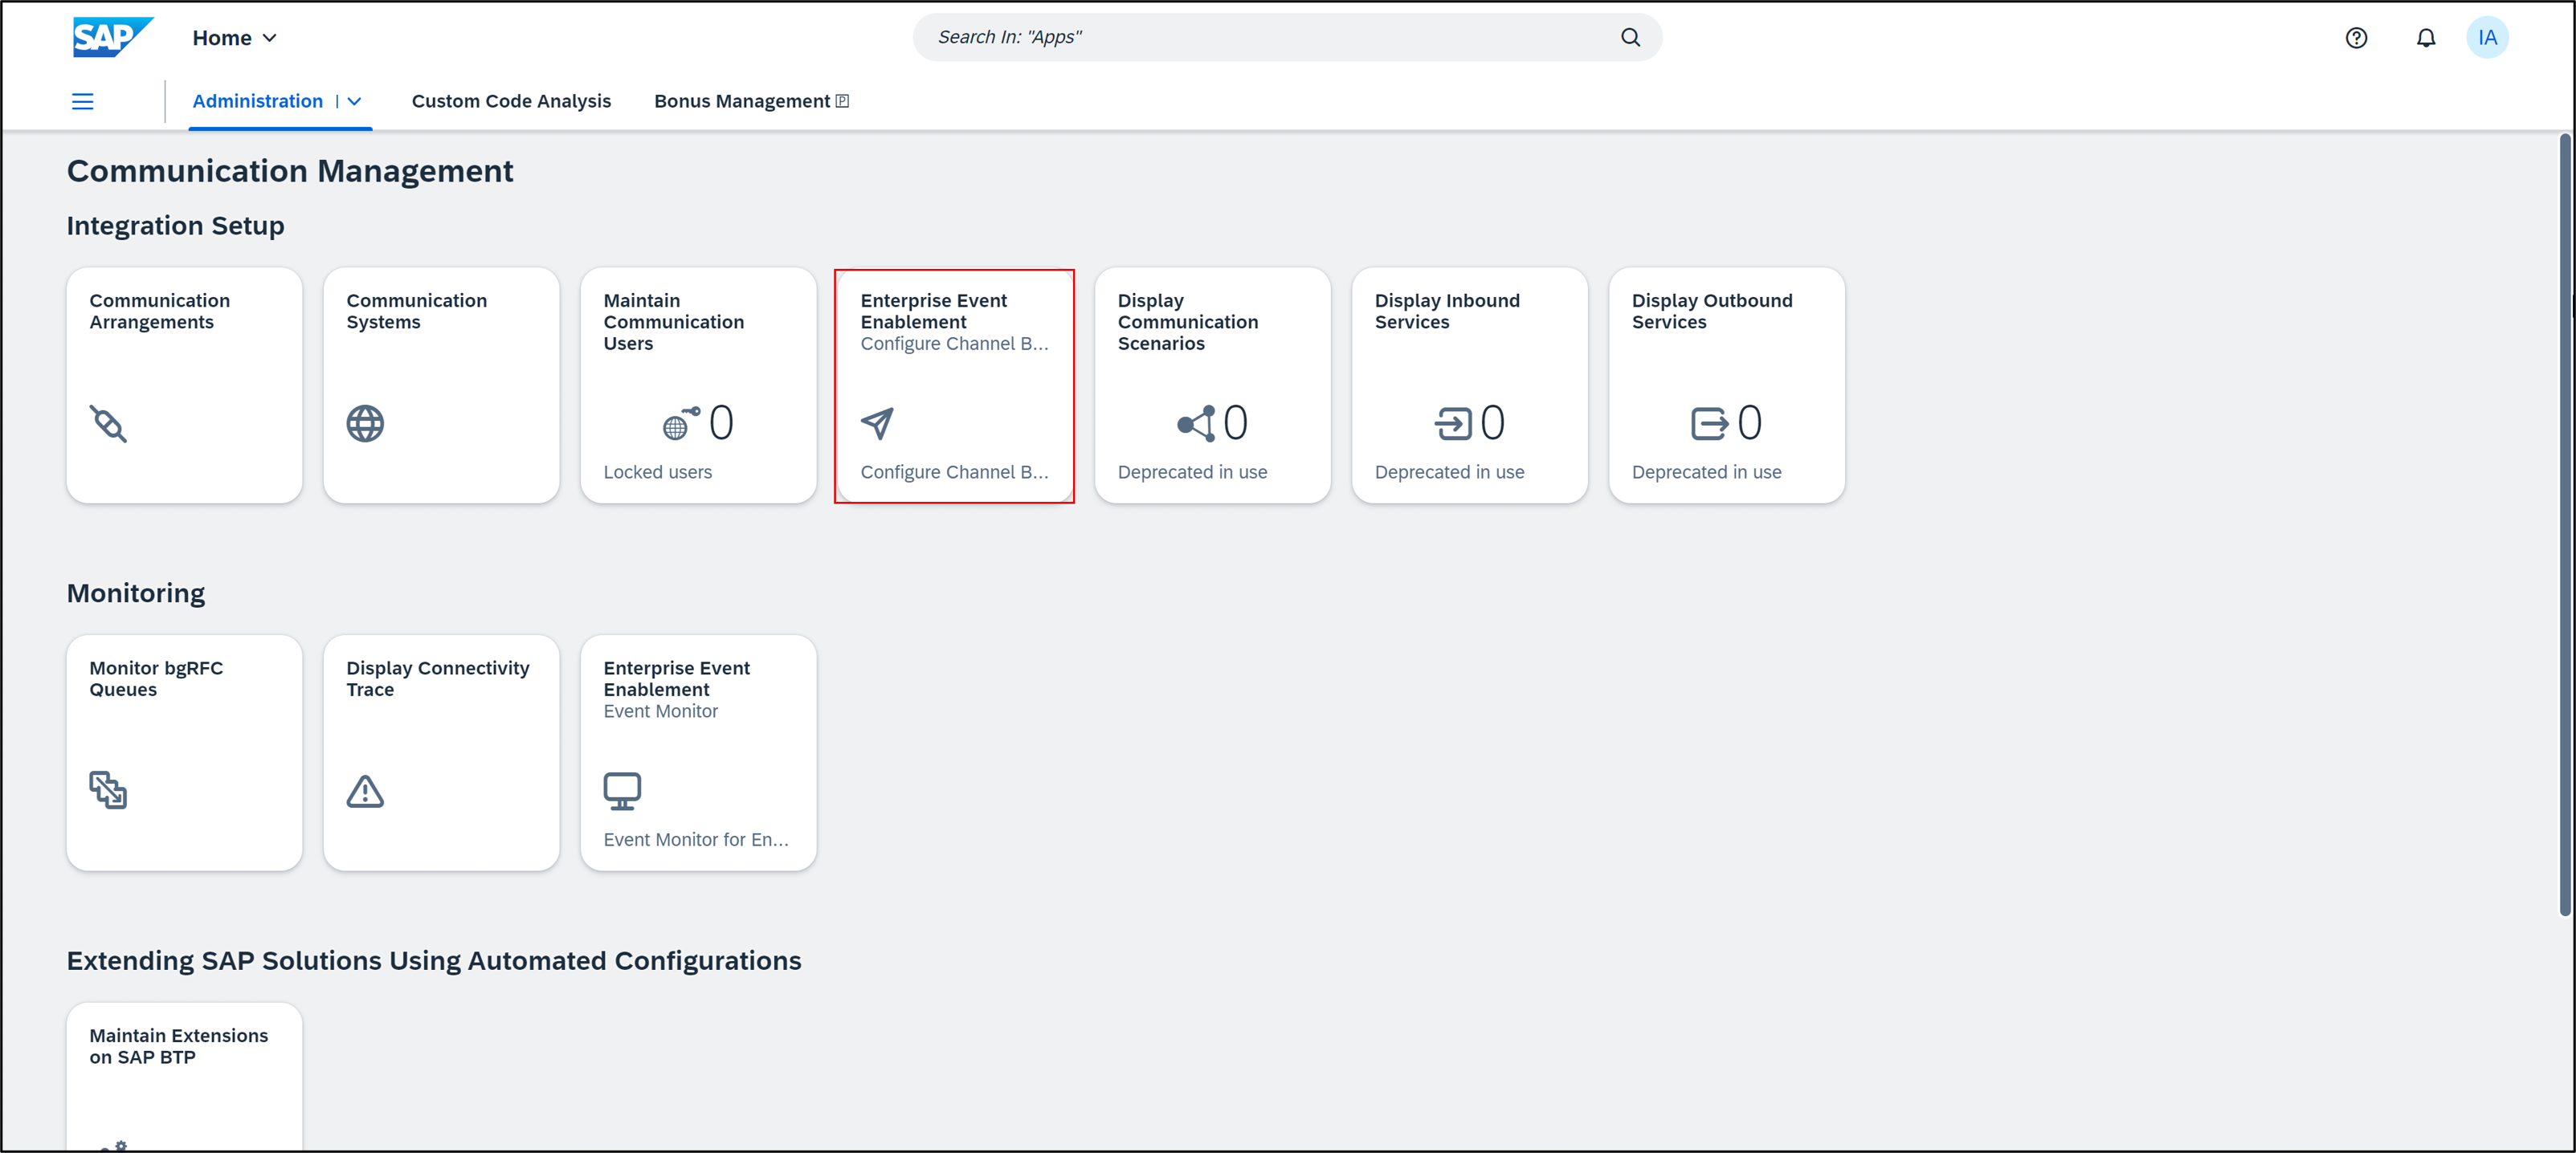 SAP Home
Search In: "Apps"
IA
Administration
Custom Code Analysis
Bonus Management
Communication Management
Integration Setup
Communication
Arrangements
Communication
Systems
Maintain
Communication
Users
0
Locked users
Enterprise Event
Enablement
Configure Channel B...
Configure Channel B...
Display
Communication
Scenarios
0
Deprecated in use
Display Inbound
Services
0
Deprecated in use
Display Outbound
Services
0
Deprecated in use
Monitoring
Monitor bgRFC
Queues
Display Connectivity
Trace
Enterprise Event
Enablement
Event Monitor
Event Monitor for En...
Extending SAP Solutions Using Automated Configurations
Maintain Extensions
on SAP BTP